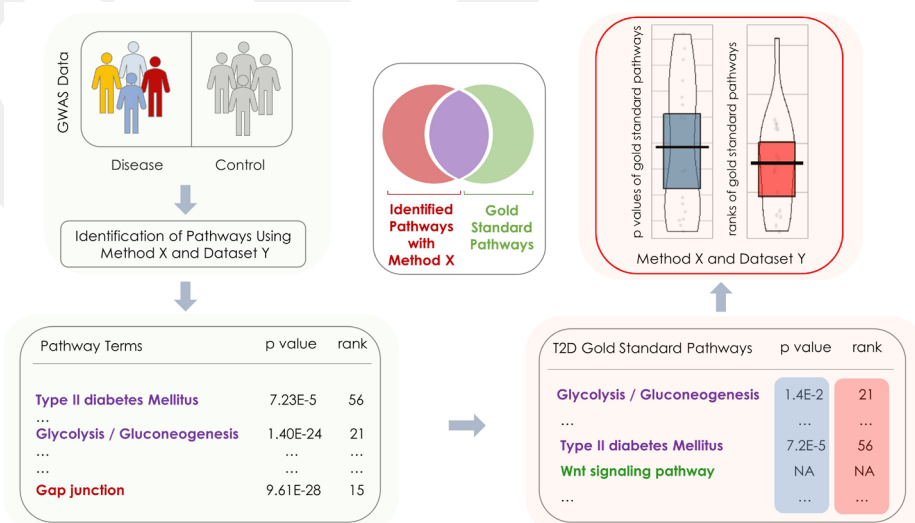 GWAS Data
Disease
Control
Identification of Pathways Using
Method X and Dataset Y
Pathway Terms p value rank
Type II diabetes Mellitus 7.23E-5 56
...
Glycolysis / Gluconeogenesis 1.40E-24 21
... ... ...
... ... ...
Gap junction 9.61E-28 15
Identified
Pathways
with
Method X
Gold
Standard
Pathways
p values of gold standard pathways
ranks of gold standard pathways
Method X and Dataset Y
T2D Gold Standard Pathways p value rank
Glycolysis / Gluconeogenesis 1.4E-2 21
... ... ...
Type II diabetes Mellitus 7.2E-5 56
Wnt signaling pathway NA NA
... ... ...